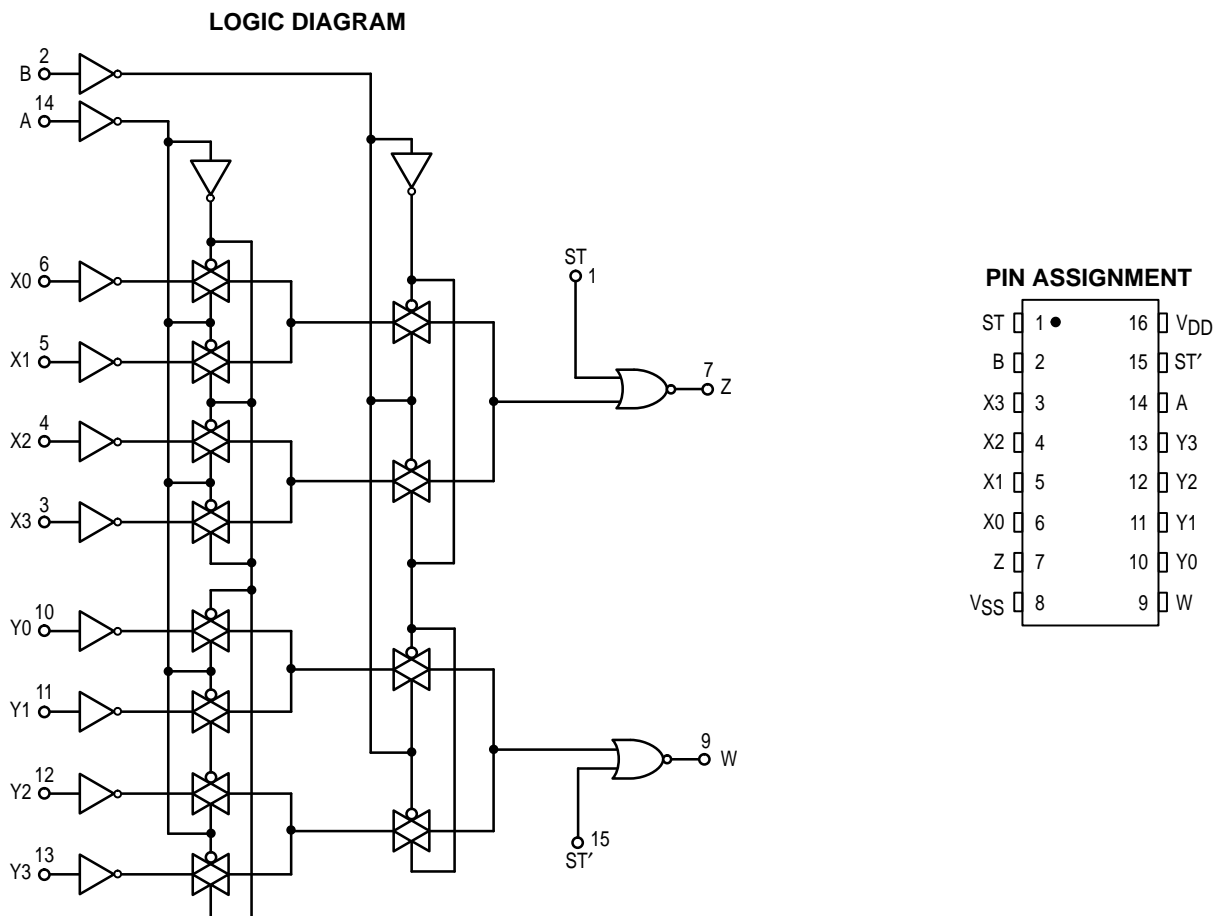 LOGIC DIAGRAM
B 2
A 14
X0 6
X1 5
X2 4
X3 3
Y0 10
Y1 11
Y2 12
Y3 13
ST
1
7
Z
9
W
15
ST′
PIN ASSIGNMENT
ST 1 16 VDD
B 2 15 ST′
X3 3 14 A
X2 4 13 Y3
X1 5 12 Y2
X0 6 11 Y1
Z 7 10 Y0
VSS 8 9 W